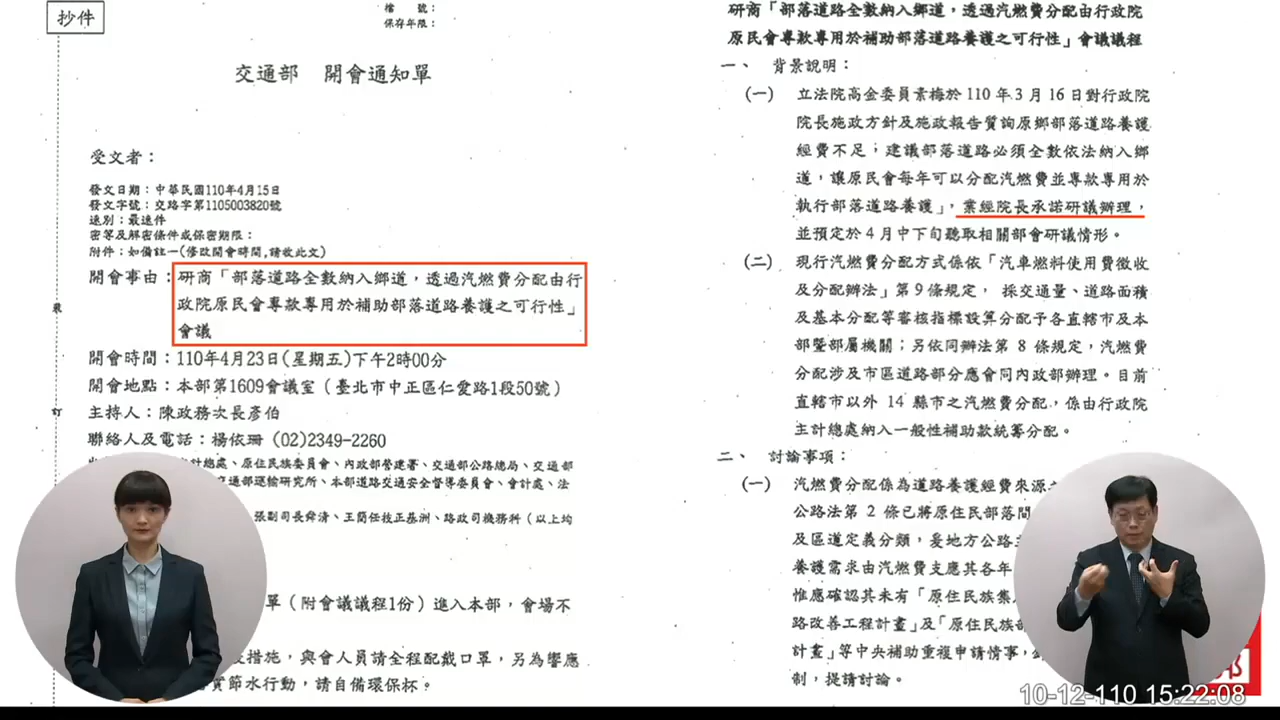 抄件
檔　號：
保存年限：
交通部　開會通知單
受文者：
發文日期：中華民國110年4月15日
發文字號：交路字第1105003820號
速別：最速件
密等及解密條件或保密期限：
附件：如備註一(修改開會時間,請收此文)
開會事由：研商「部落道路全數納入鄉道，透過汽燃費分配由行
政院原民會專款專用於補助部落道路養護之可行性」
會議
開會時間：110年4月23日(星期五)下午2時00分
開會地點：本部第1609會議室（臺北市中正區仁愛路1段50號）
主持人：陳政務次長彥伯
聯絡人及電話：楊依珊 (02)2349-2260
計總處、原住民族委員會、內政部營建署、交通部公路總局、交通部
交通部運輸研究所、本部道路交通安全督導委員會、會計處、法
張副司長舜清、王簡任技正基洲、路政司機務科（以上均
單（附會議議程1份）進入本部，會場不
措施，與會人員請全程配戴口罩，另為響應
實節水行動，請自備環保杯。
裝
訂
研商「部落道路全數納入鄉道，透過汽燃費分配由行政院
原民會專款專用於補助部落道路養護之可行性」會議議程
一、　背景說明：
(一)　立法院高金委員素梅於110年3月16日對行政院
院長施政方針及施政報告質詢原鄉部落道路養護
經費不足；建議部落道路必須全數依法納入鄉
道，讓原民會每年可以分配汽燃費並專款專用於
執行部落道路養護」，業經院長承諾研議辦理，
並預定於4月中下旬聽取相關部會研議情形。
(二)　現行汽燃費分配方式係依「汽車燃料使用費徵收
及分配辦法」第9條規定，採交通量、道路面積
及基本分配等審核指標設算分配予各直轄市及本
部暨部屬機關；另依同辦法第8條規定，汽燃費
分配涉及市區道路部分應會同內政部辦理。目前
直轄市以外14縣市之汽燃費分配，係由行政院
主計總處納入一般性補助款統籌分配。
二、　討論事項：
(一)　汽燃費分配係為道路養護經費來源
公路法第2條已將原住民部落間
及區道定義分類，爰地方公路主
養護需求由汽燃費支應其各年
惟應確認其未有「原住民族集
路改善工程計畫」及「原住民族部
計畫」等中央補助重複申請情事，
制，提請討論。
10-12-110 15:22:08